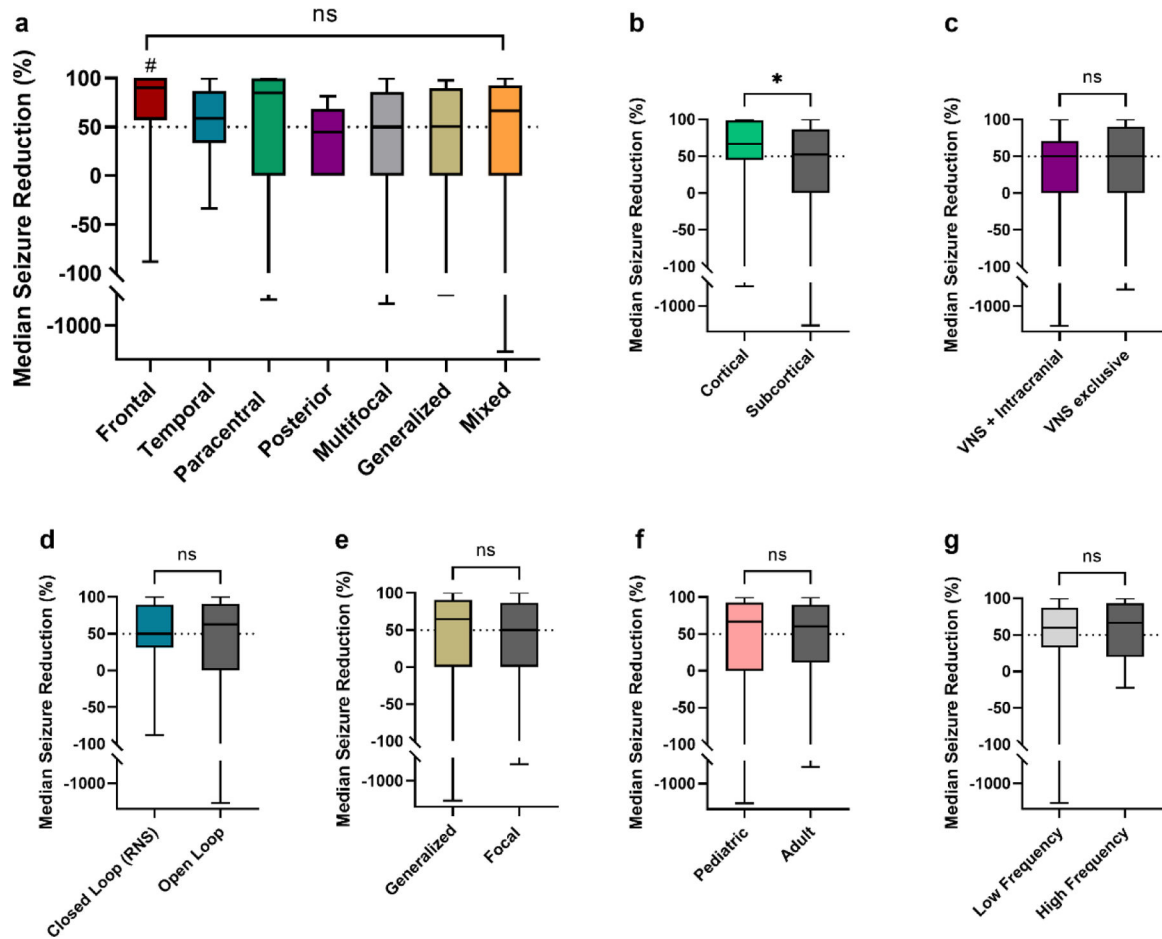 a
ns
#
Median Seizure Reduction (%)
100
50
0
-50
-100
-1000
Frontal
Temporal
Paracentral
Posterior
Multifocal
Generalized
Mixed
b
*
Median Seizure Reduction (%)
100
50
0
-50
-100
-1000
Cortical
Subcortical
c
ns
Median Seizure Reduction (%)
100
50
0
-50
-100
-1000
VNS + Intracranial
VNS exclusive
d
ns
Median Seizure Reduction (%)
100
50
0
-50
-100
-1000
Closed Loop (RNS)
Open Loop
e
ns
Median Seizure Reduction (%)
100
50
0
-50
-100
-1000
Generalized
Focal
f
ns
Median Seizure Reduction (%)
100
50
0
-50
-100
-1000
Pediatric
Adult
g
ns
Median Seizure Reduction (%)
100
50
0
-50
-100
-1000
Low Frequency
High Frequency